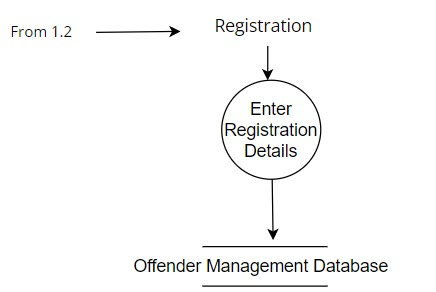 From 1.2
Registration
Enter
Registration
Details
Offender Management Database